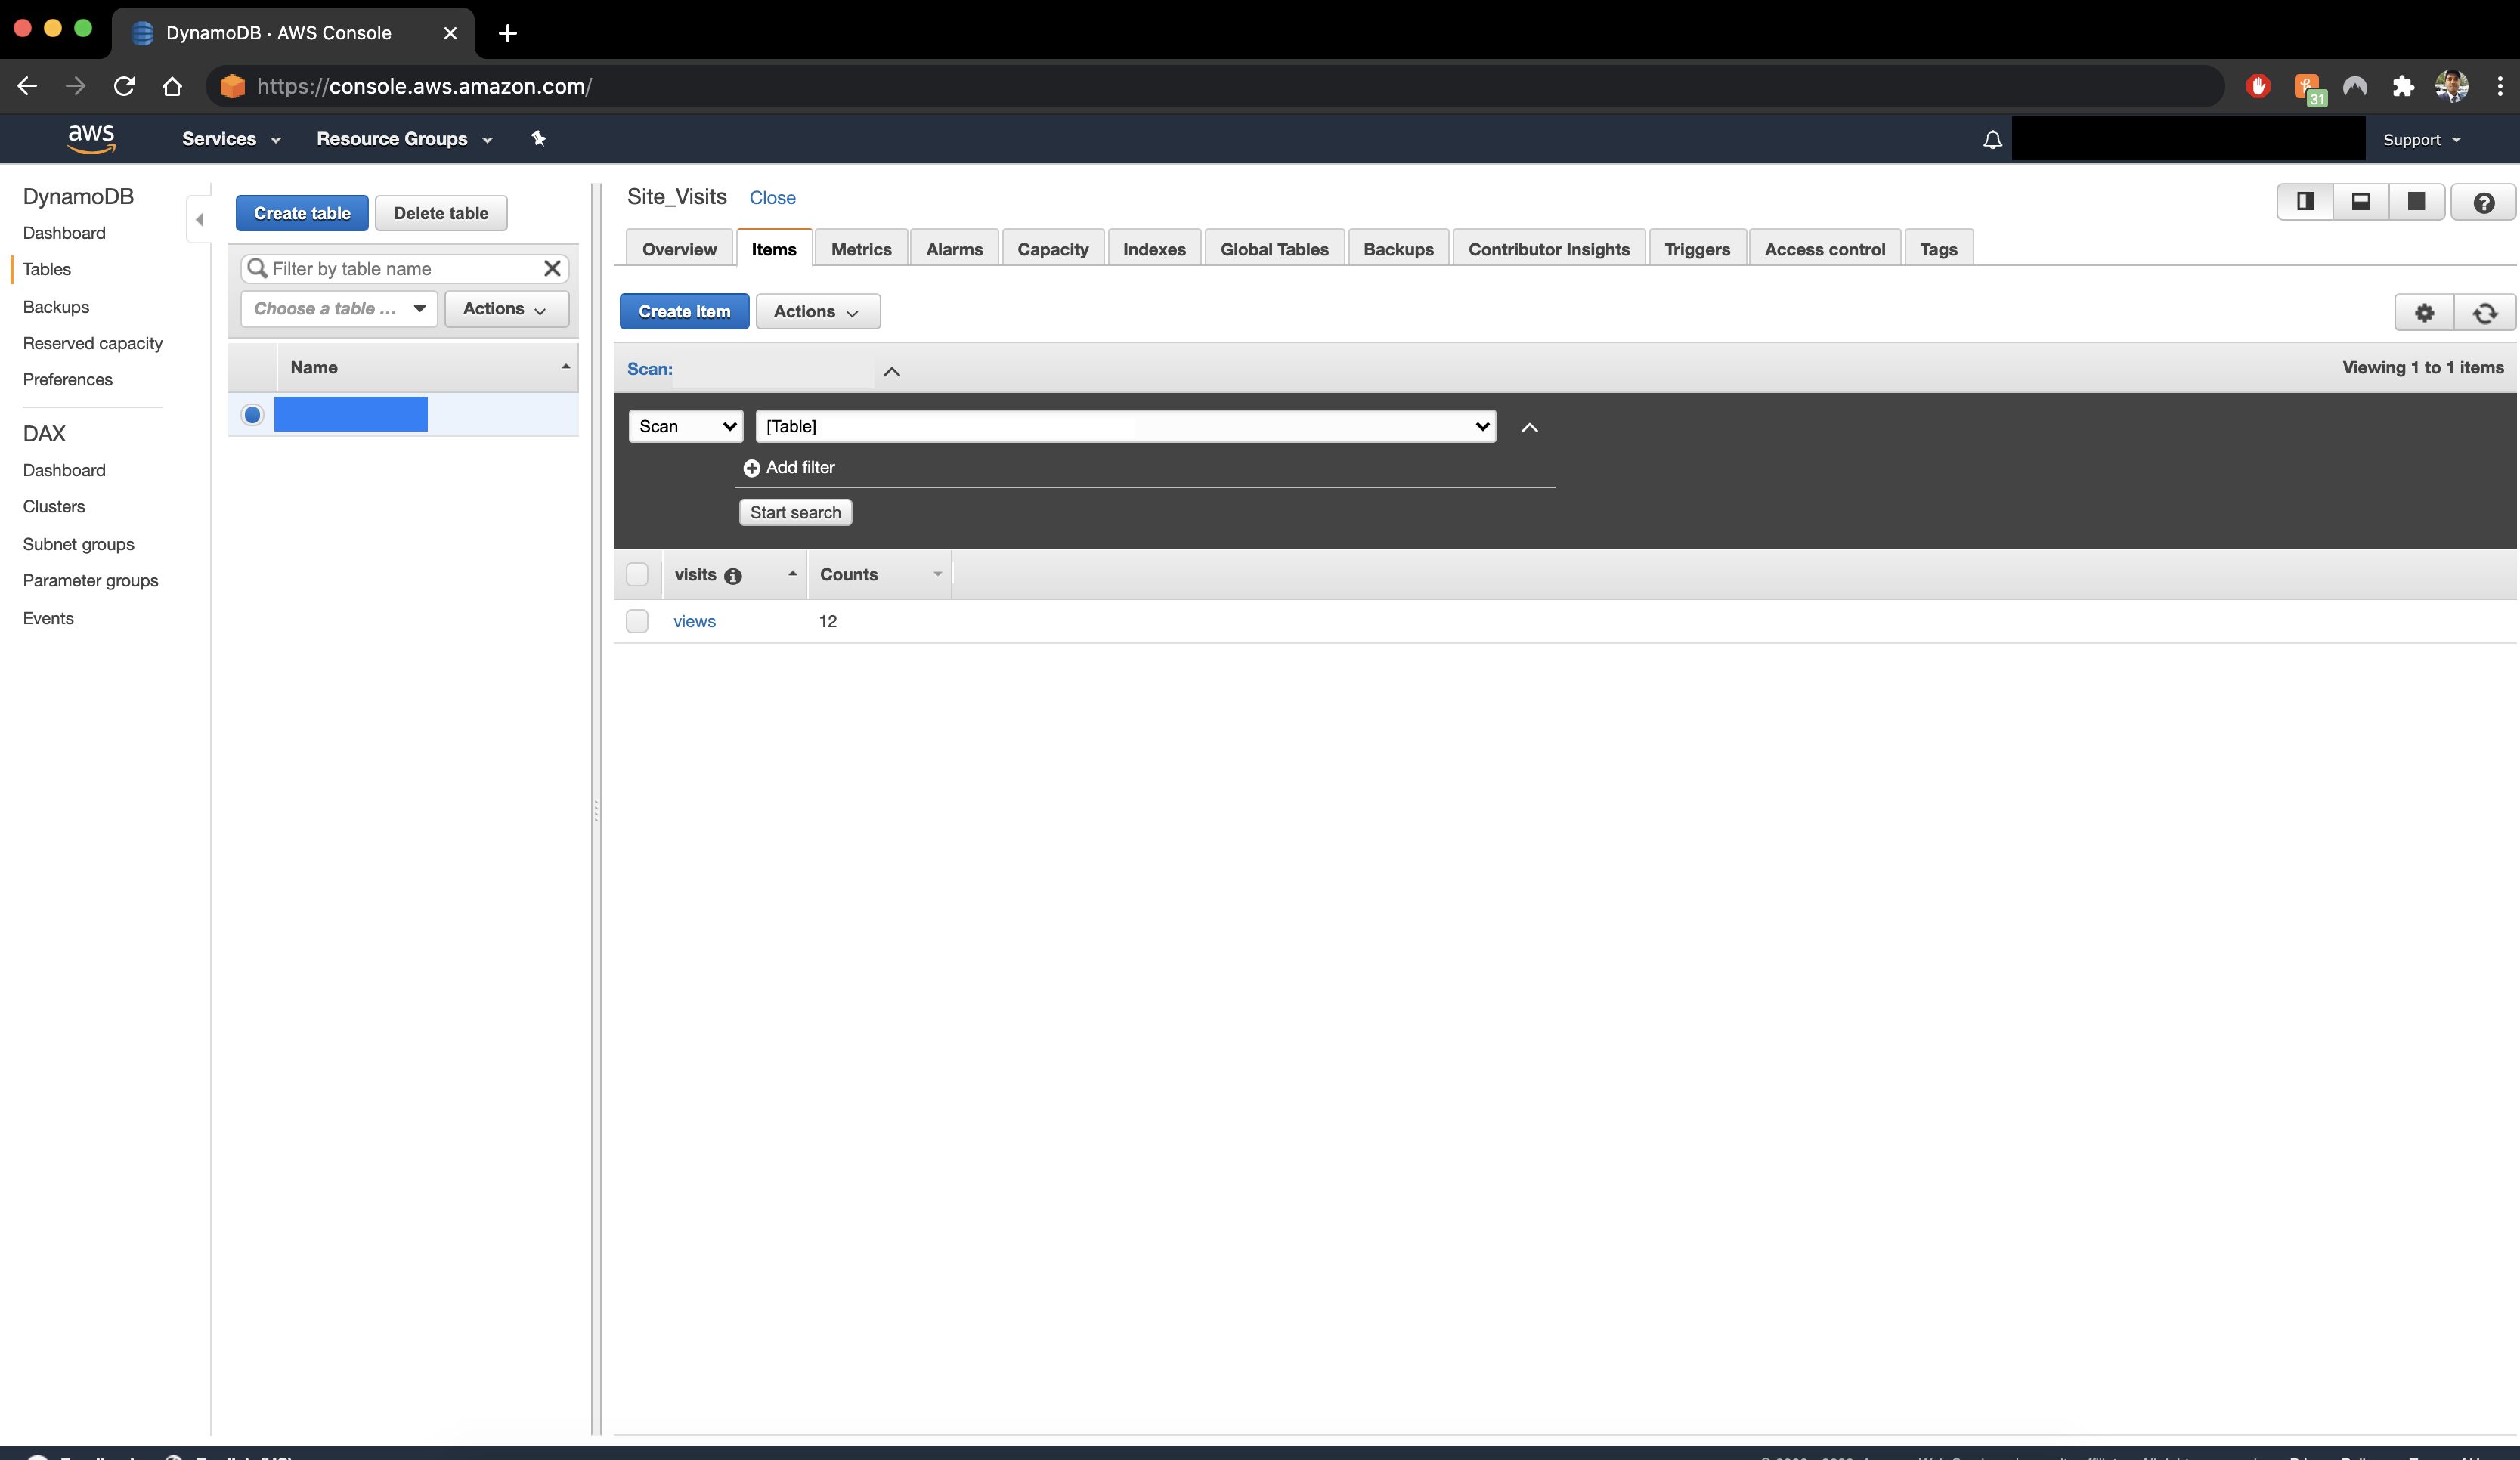 DynamoDB · AWS Console
https://console.aws.amazon.com/
31
aws
Services
Resource Groups
Support
DynamoDB
Dashboard
Tables
Backups
Reserved capacity
Preferences
DAX
Dashboard
Clusters
Subnet groups
Parameter groups
Events
Create table
Delete table
Filter by table name
Choose a table ...
Actions
Name
Site_Visits Close
Overview
Items
Metrics
Alarms
Capacity
Indexes
Global Tables
Backups
Contributor Insights
Triggers
Access control
Tags
Create item
Actions
Scan:
Viewing 1 to 1 items
Scan
[Table]
Add filter
Start search
visits
Counts
views
12